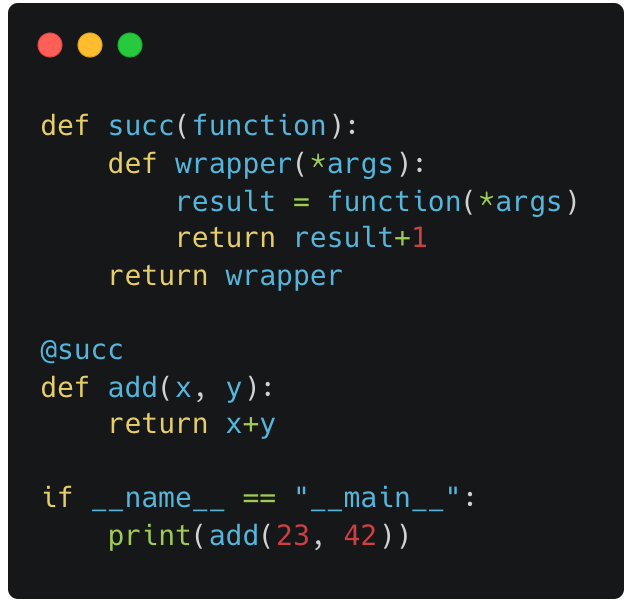 def succ(function):
    def wrapper(*args):
        result = function(*args)
        return result+1
    return wrapper

@succ
def add(x, y):
    return x+y

if __name__ == "__main__":
    print(add(23, 42))